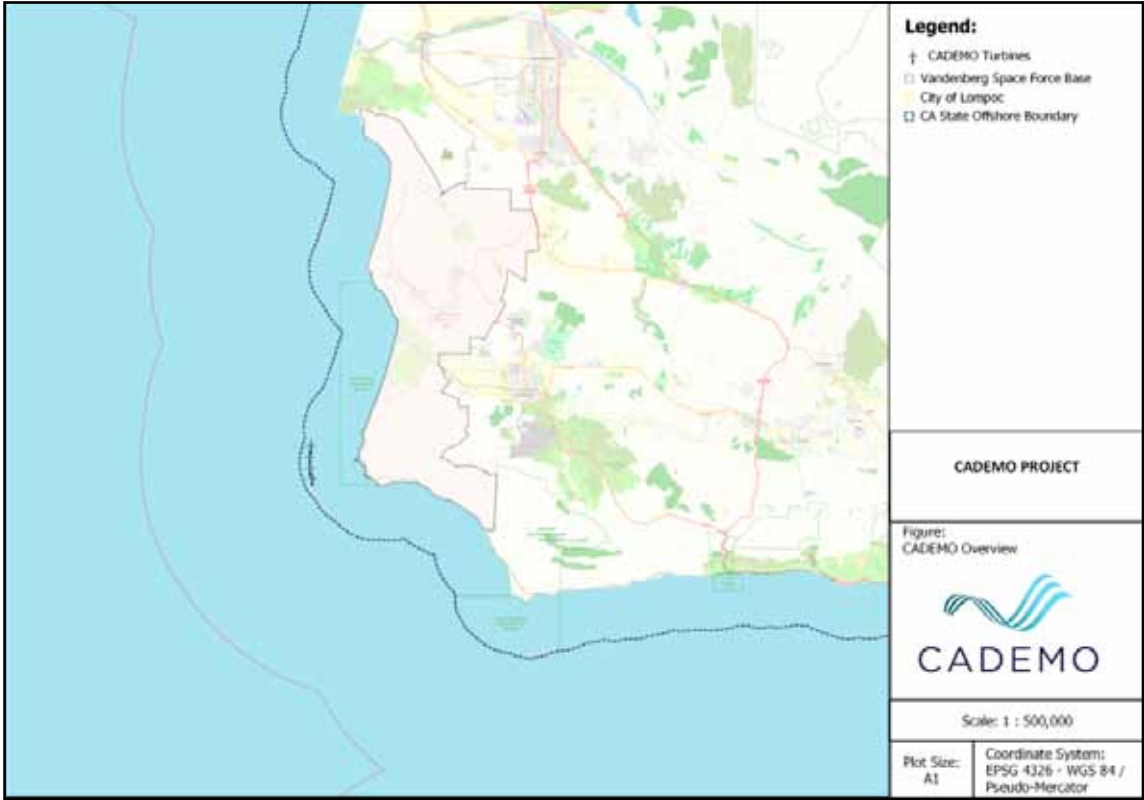 Legend:
CADEMO Turbines
Vandenberg Space Force Base
City of Lompoc
CA State Offshore Boundary
CADEMO PROJECT
Figure:
CADEMO Overview
CADEMO
Scale: 1 : 500,000
Plot Size:
A1
Coordinate System:
EPSG 4326 - WGS 84 /
Pseudo-Mercator